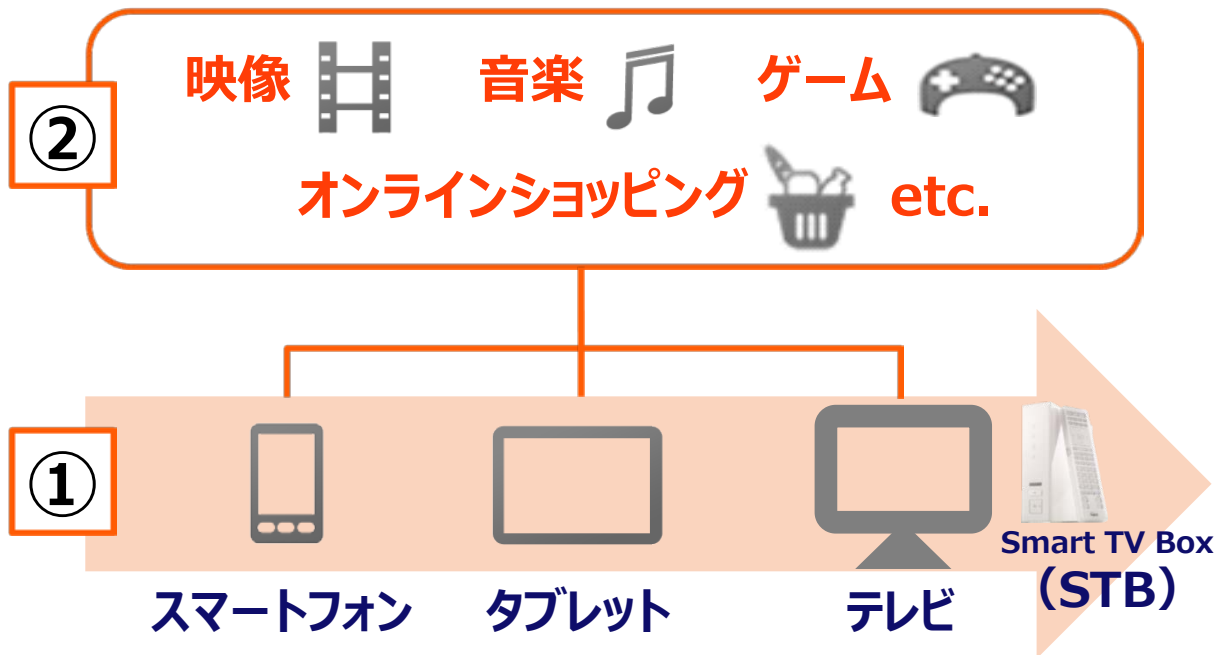 ②
映像 音楽 ゲーム
オンラインショッピング etc.
①
Smart TV Box
（STB）
スマートフォン タブレット テレビ